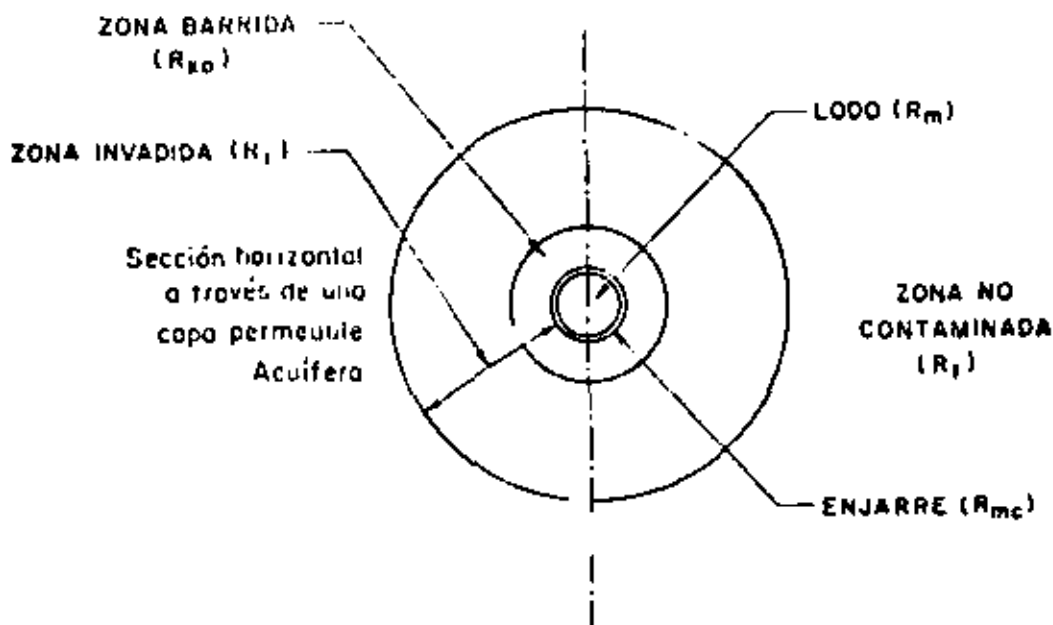 ZONA BARRIDA
(Rxo)
ZONA INVADIDA (Ri)
Sección horizontal
a través de una
capa permeable
Acuífera
LODO (Rm)
ZONA NO
CONTAMINADA
(Rt)
ENJARRE (Rmc)